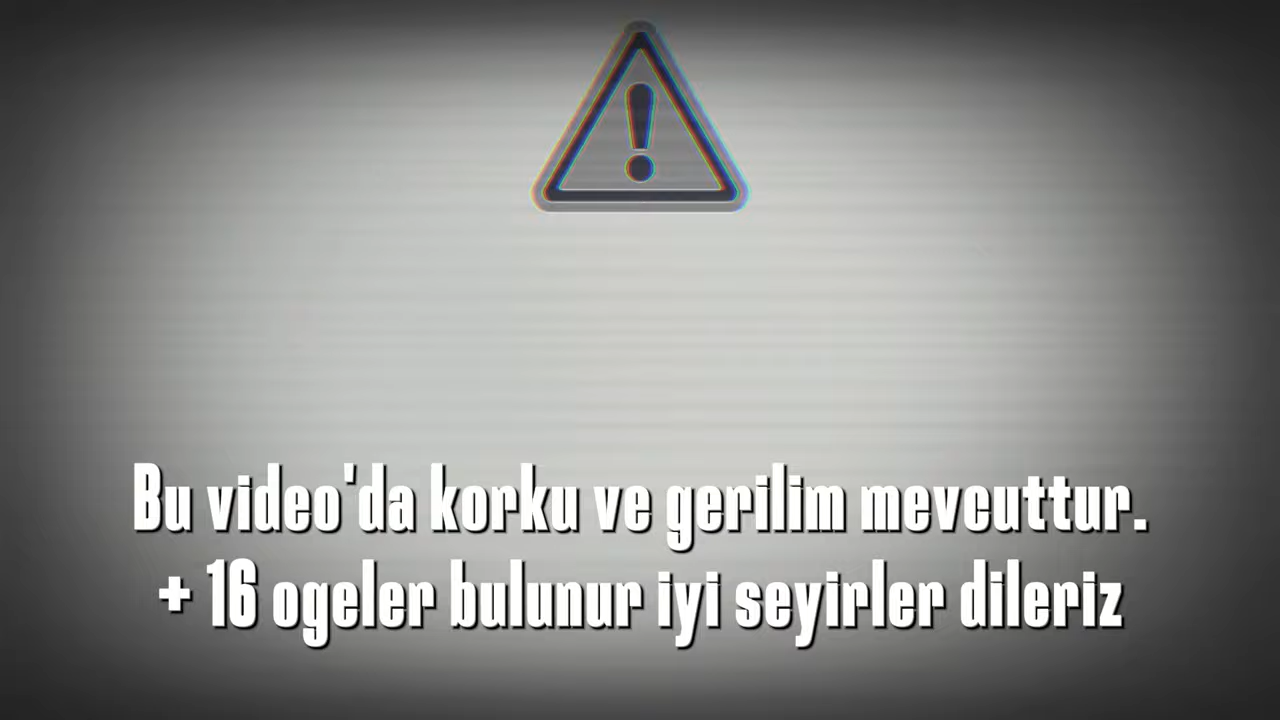 Bu video'da korku ve gerilim mevcuttur.
+ 16 ogeler bulunur iyi seyirler dileriz